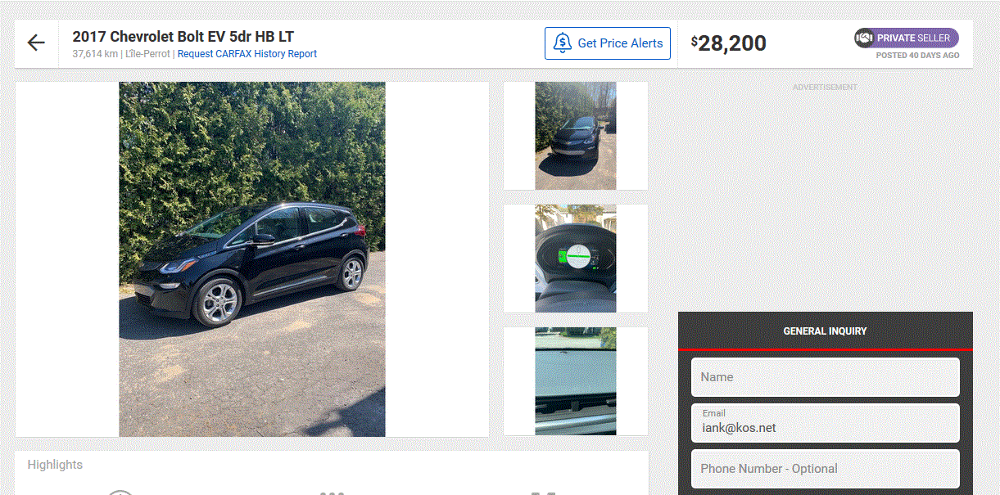 2017 Chevrolet Bolt EV 5dr HB LT
37,614 km | L'Île-Perrot | Request CARFAX History Report
Get Price Alerts
$28,200
PRIVATE SELLER
POSTED 40 DAYS AGO
ADVERTISEMENT
GENERAL INQUIRY
Name
Email
iank@kos.net
Phone Number - Optional
Highlights